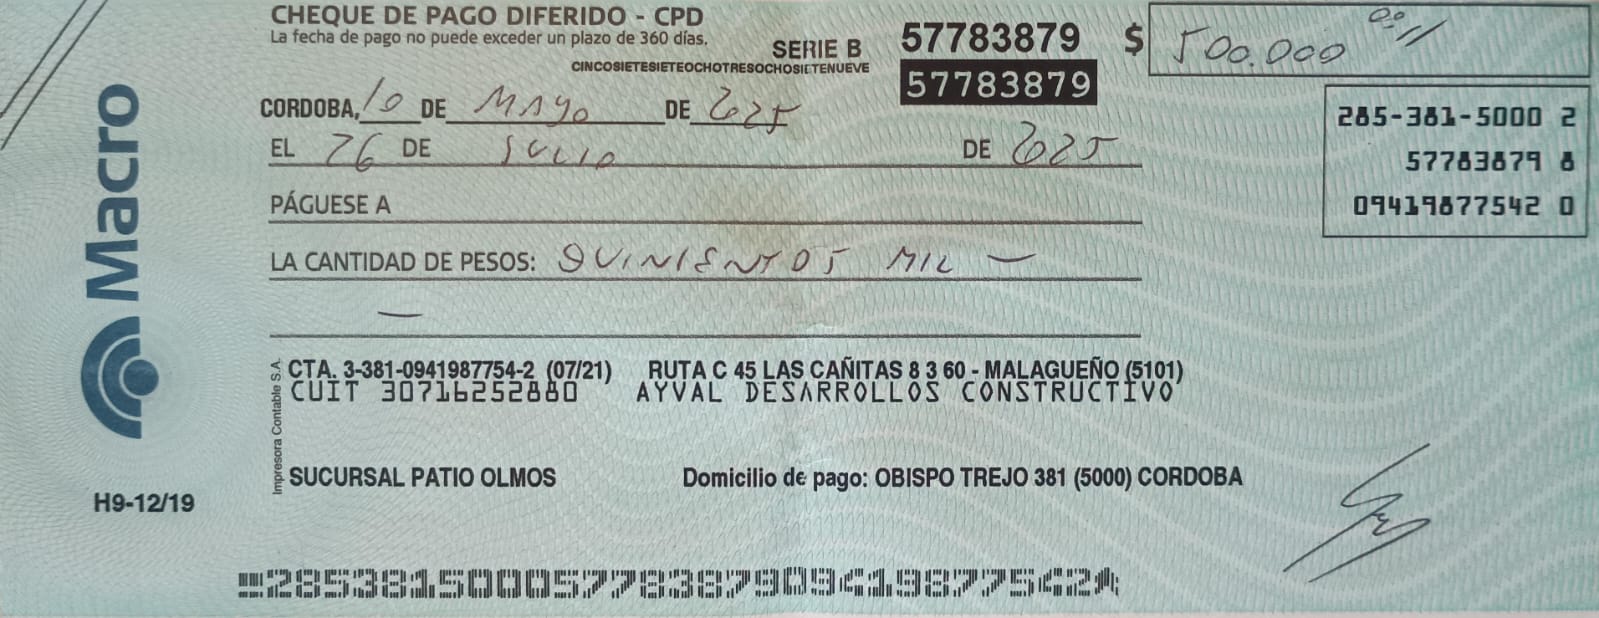 CHEQUE DE PAGO DIFERIDO - CPD
La fecha de pago no puede exceder un plazo de 360 días.
SERIE B 57783879 $ 500.000
CINCOSIETESIETEOCHOTRESOCHOSIETENUEVE
57783879
CORDOBA, 10 DE MAYO DE 2025
285-381-5000 2
EL 26 DE JULIO DE 2025
57783879 8
PÁGUESE A
09419877542 0
LA CANTIDAD DE PESOS: QUINIENTOS MIL —
—
CTA. 3-381-0941987754-2 (07/21) RUTA C 45 LAS CAÑITAS 8 3 60 - MALAGUEÑO (5101)
CUIT 30716252880 AYVAL DESARROLLOS CONSTRUCTIVO
SUCURSAL PATIO OLMOS Domicilio de pago: OBISPO TREJO 381 (5000) CORDOBA
Impresora Contable S.A.
Macro
H9-12/19
28538150005778387909419877542